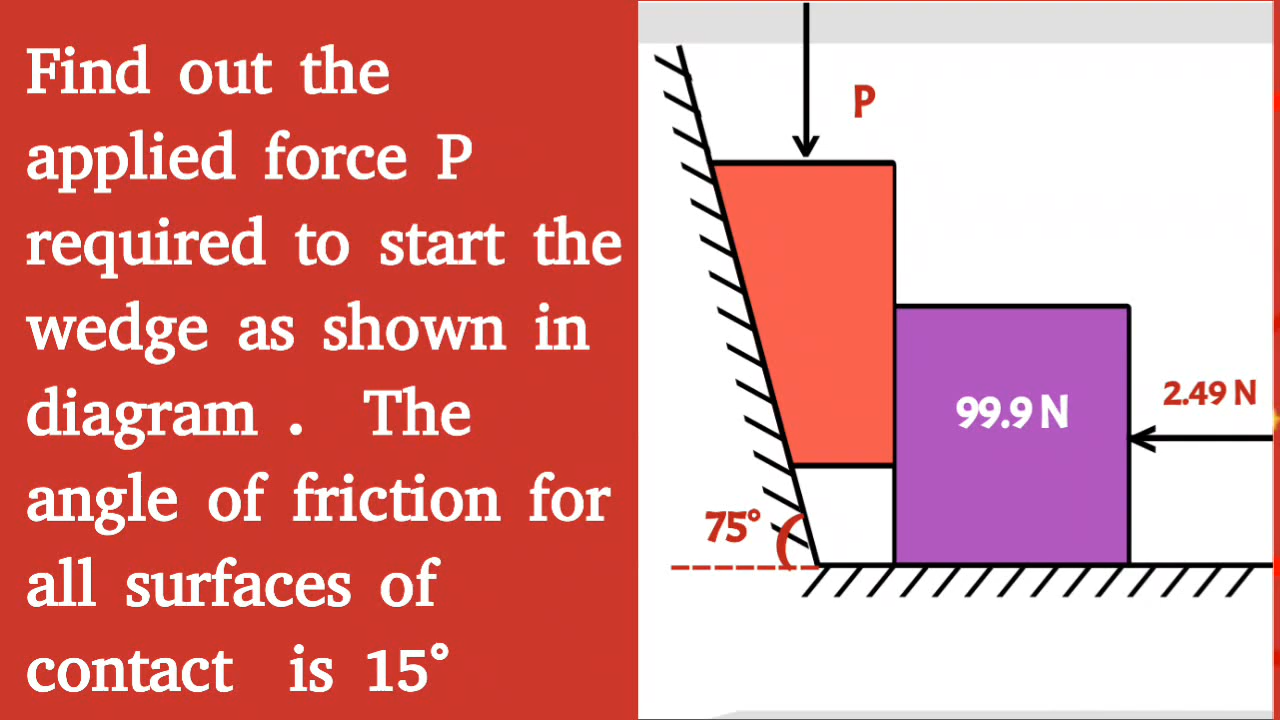 Find out the
applied force P
required to start the
wedge as shown in
diagram . The
angle of friction for
all surfaces of
contact is 15°
P
2.49 N
99.9 N
75°